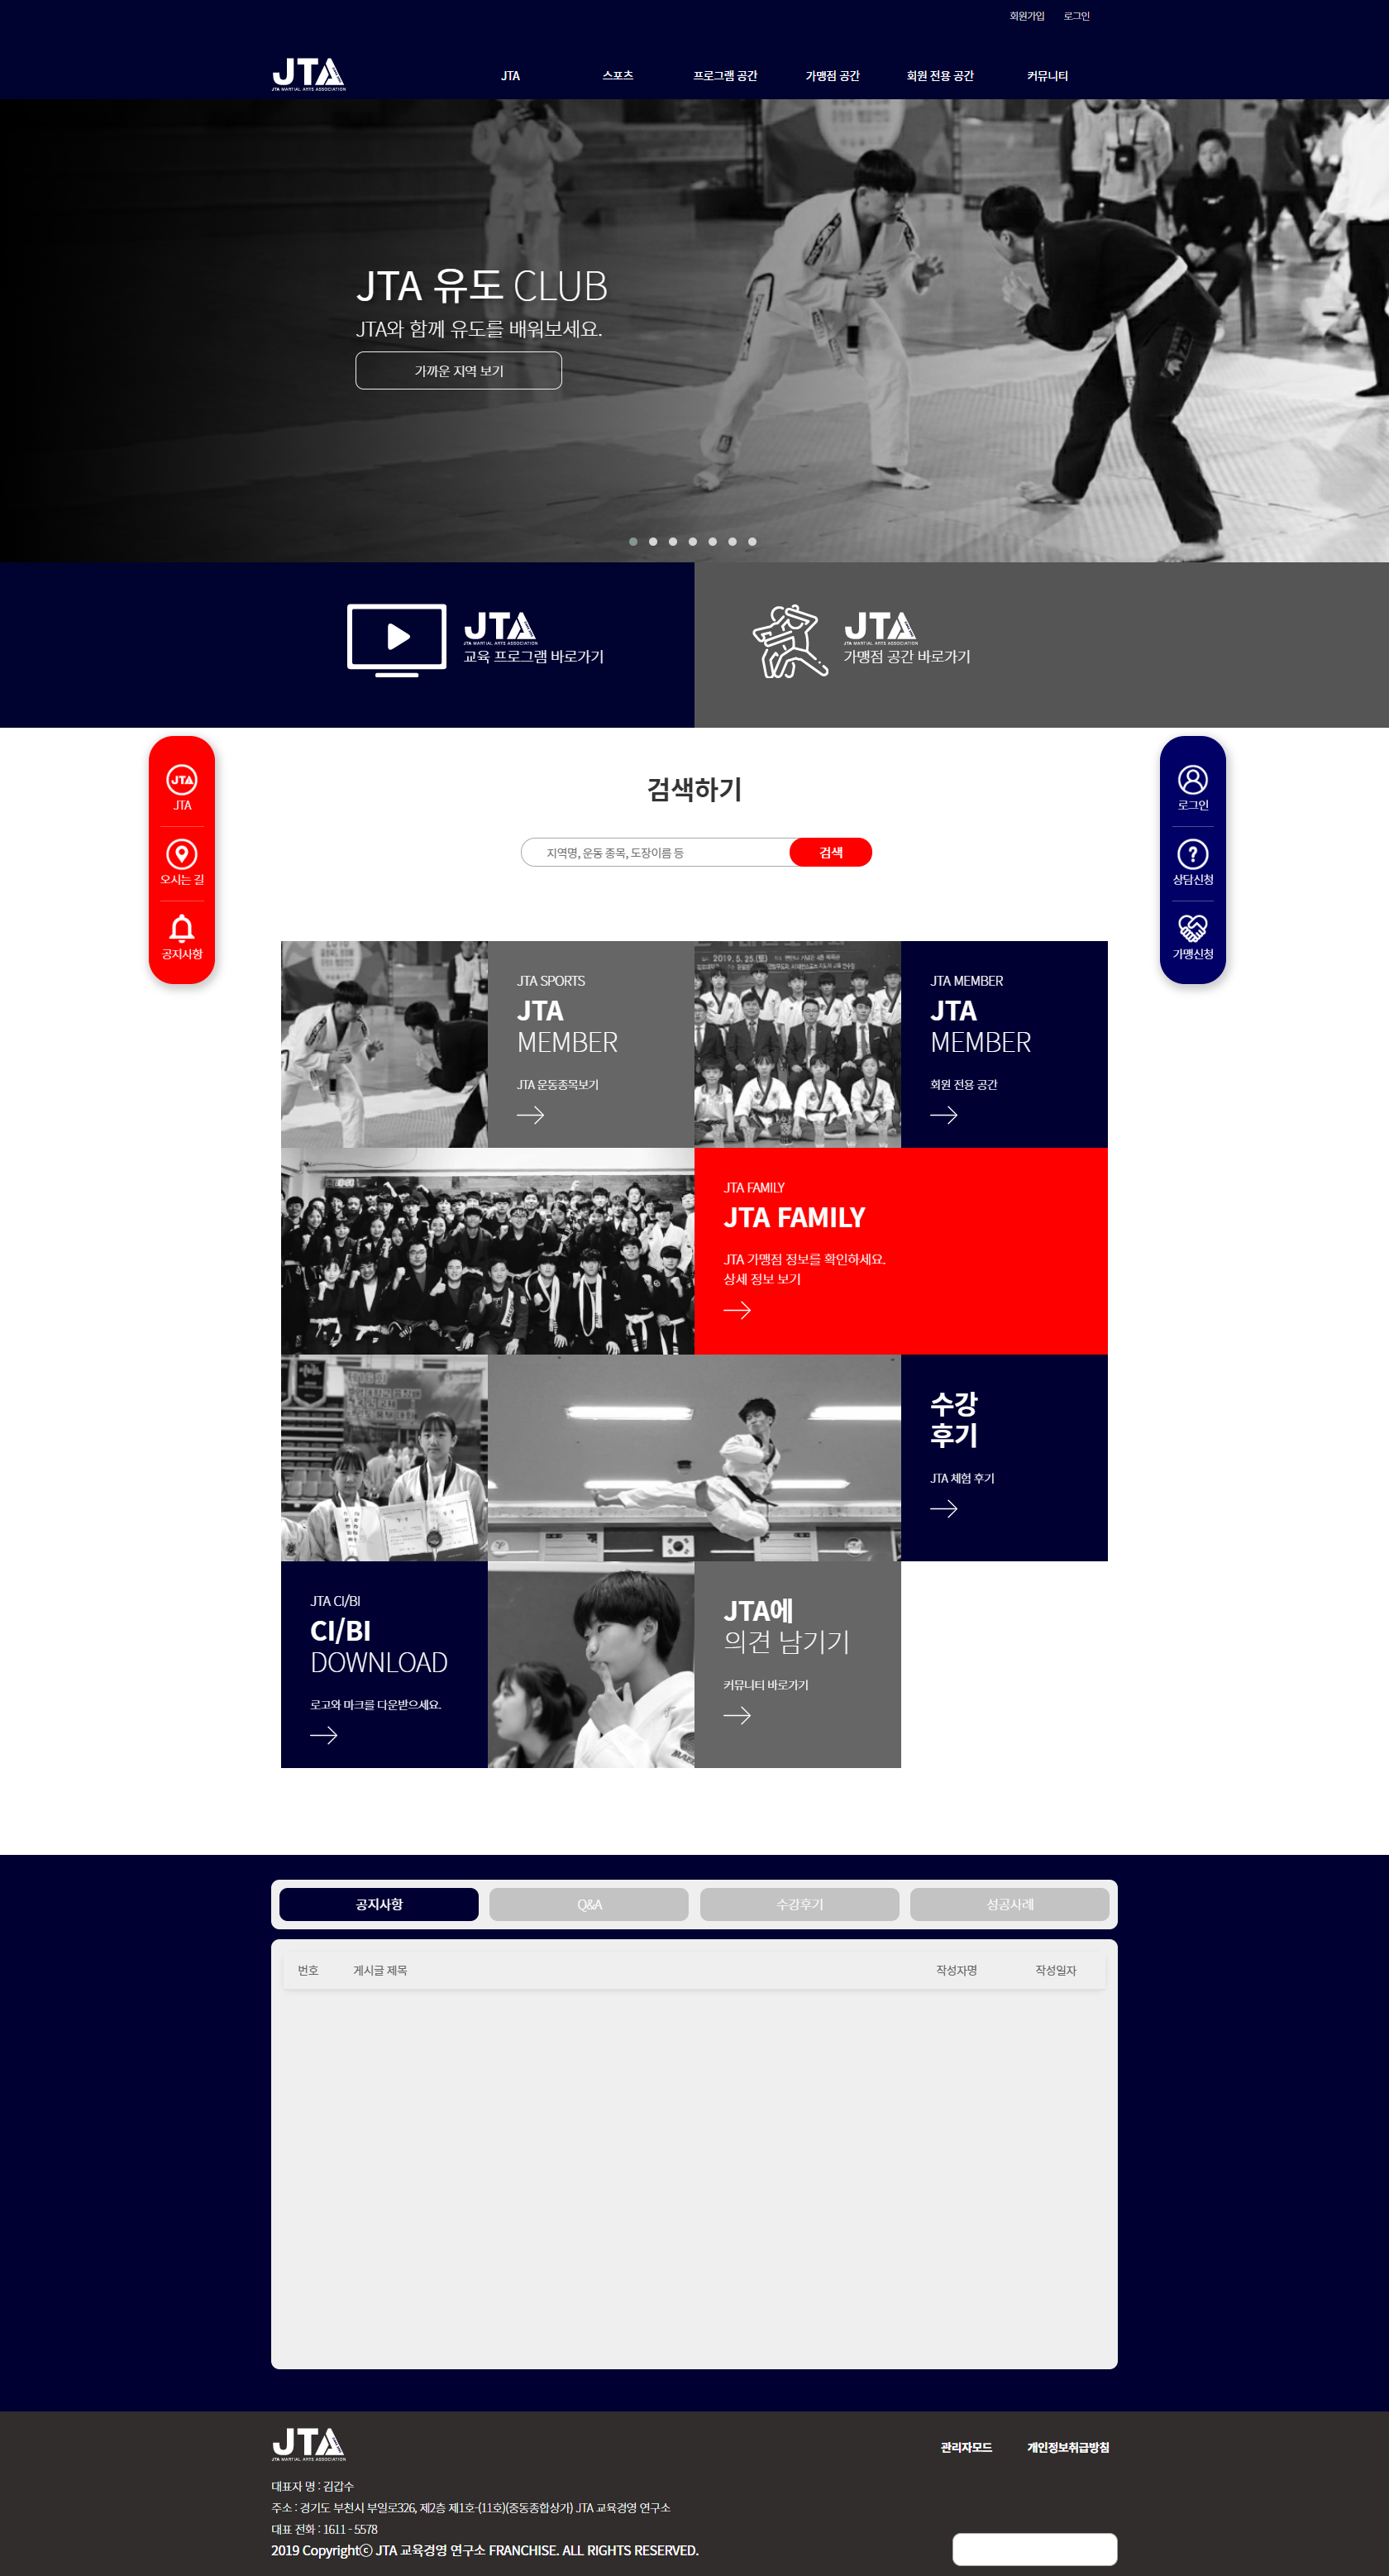 회원가입 로그인
JTA
JTA MARTIAL ARTS ASSOCIATION
JTA 스포츠 프로그램 공간 가맹점 공간 회원 전용 공간 커뮤니티
JTA 유도 CLUB
JTA와 함께 유도를 배워보세요.
가까운 지역 보기
JTA
JTA MARTIAL ARTS ASSOCIATION
교육 프로그램 바로가기
JTA
JTA MARTIAL ARTS ASSOCIATION
가맹점 공간 바로가기
JTA
JTA
오시는 길
공지사항
로그인
상담신청
가맹신청
검색하기
지역명, 운동 종목, 도장이름 등
검색
JTA SPORTS
JTA
MEMBER
JTA 운동종목보기
2019. 5. 25(토)
JTA MEMBER
JTA
MEMBER
회원 전용 공간
JTA FAMILY
JTA FAMILY
JTA 가맹점 정보를 확인하세요.
상세 정보 보기
수강
후기
JTA 체험 후기
JTA CI/BI
CI/BI
DOWNLOAD
로고와 마크를 다운받으세요.
JTA에
의견 남기기
커뮤니티 바로가기
공지사항 Q&A 수강후기 성공사례
번호 게시글 제목 작성자명 작성일자
JTA
JTA MARTIAL ARTS ASSOCIATION
관리자모드 개인정보취급방침
대표자 명 : 김갑수
주소 : 경기도 부천시 부일로326, 제2층 제1호-(11호)(중동종합상가) JTA 교육경영 연구소
대표 전화 : 1611 - 5578
2019 Copyrightⓒ JTA 교육경영 연구소 FRANCHISE. ALL RIGHTS RESERVED.